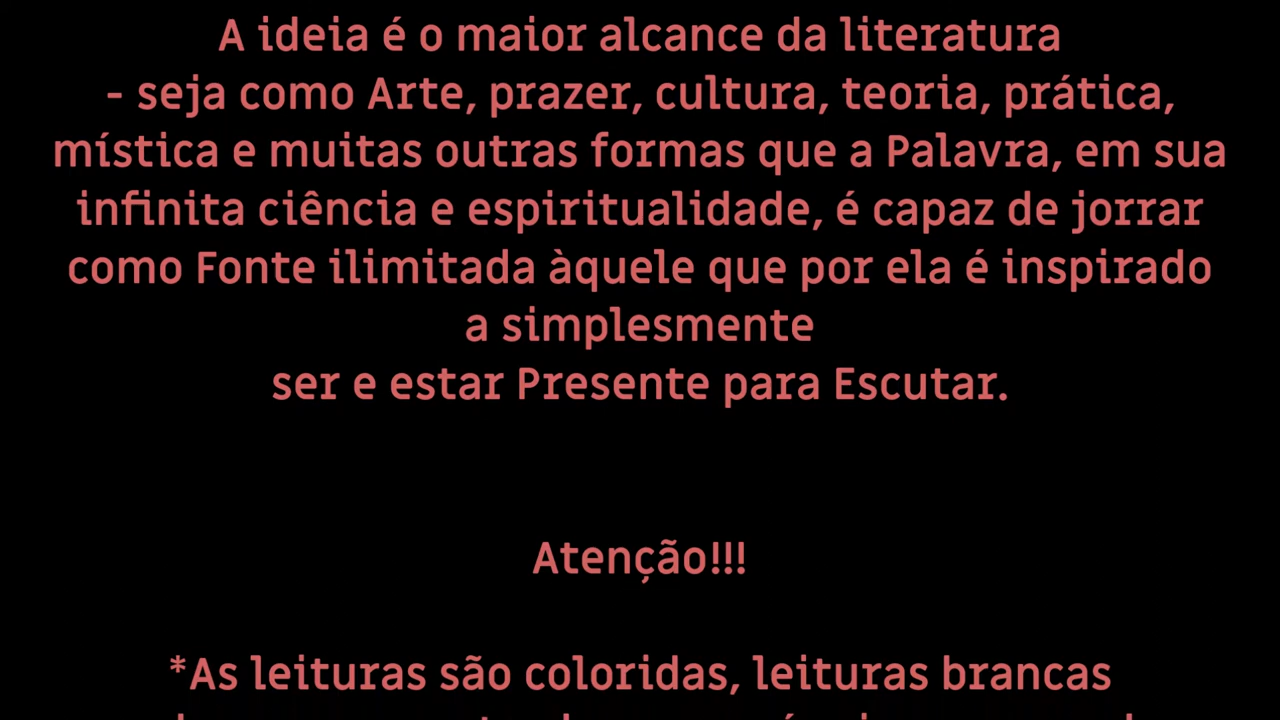 A ideia é o maior alcance da literatura
- seja como Arte, prazer, cultura, teoria, prática,
mística e muitas outras formas que a Palavra, em sua
infinita ciência e espiritualidade, é capaz de jorrar
como Fonte ilimitada àquele que por ela é inspirado
a simplesmente
ser e estar Presente para Escutar.
Atenção!!!
*As leituras são coloridas, leituras brancas